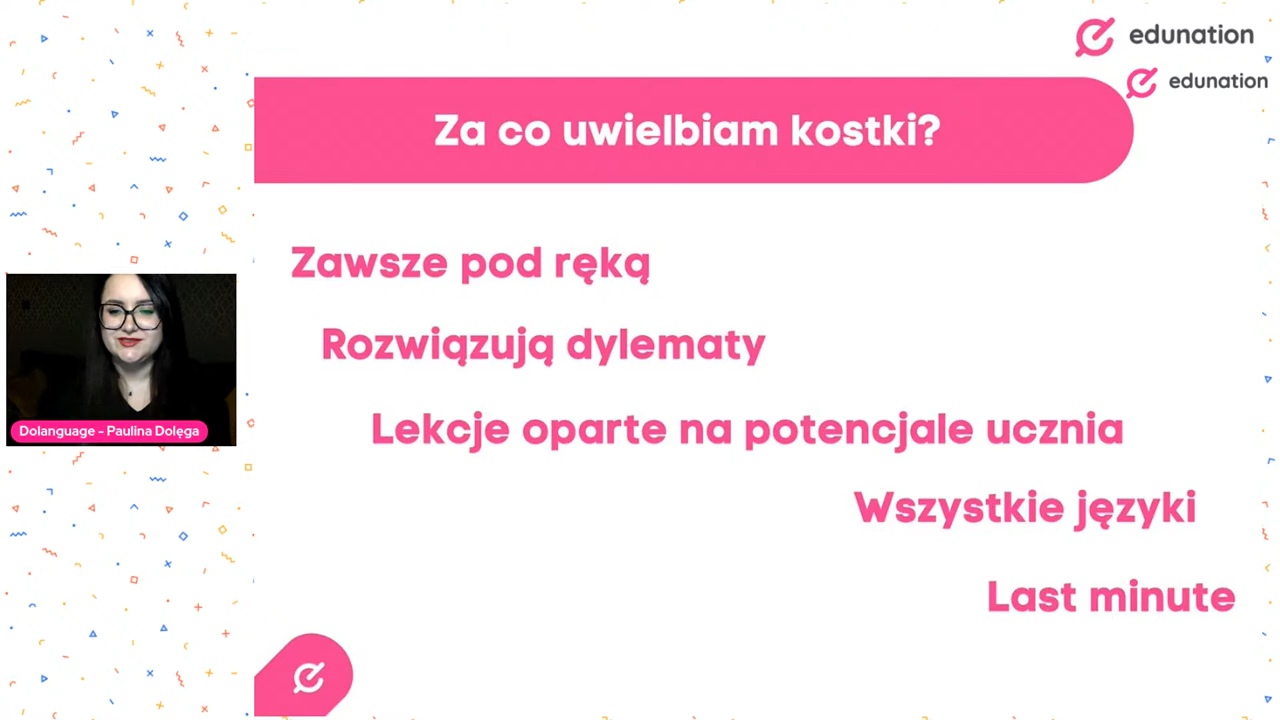 edunation
edunation
Za co uwielbiam kostki?
Zawsze pod ręką
Rozwiązują dylematy
Lekcje oparte na potencjale ucznia
Wszystkie języki
Last minute
Dolanguage - Paulina Dolęga